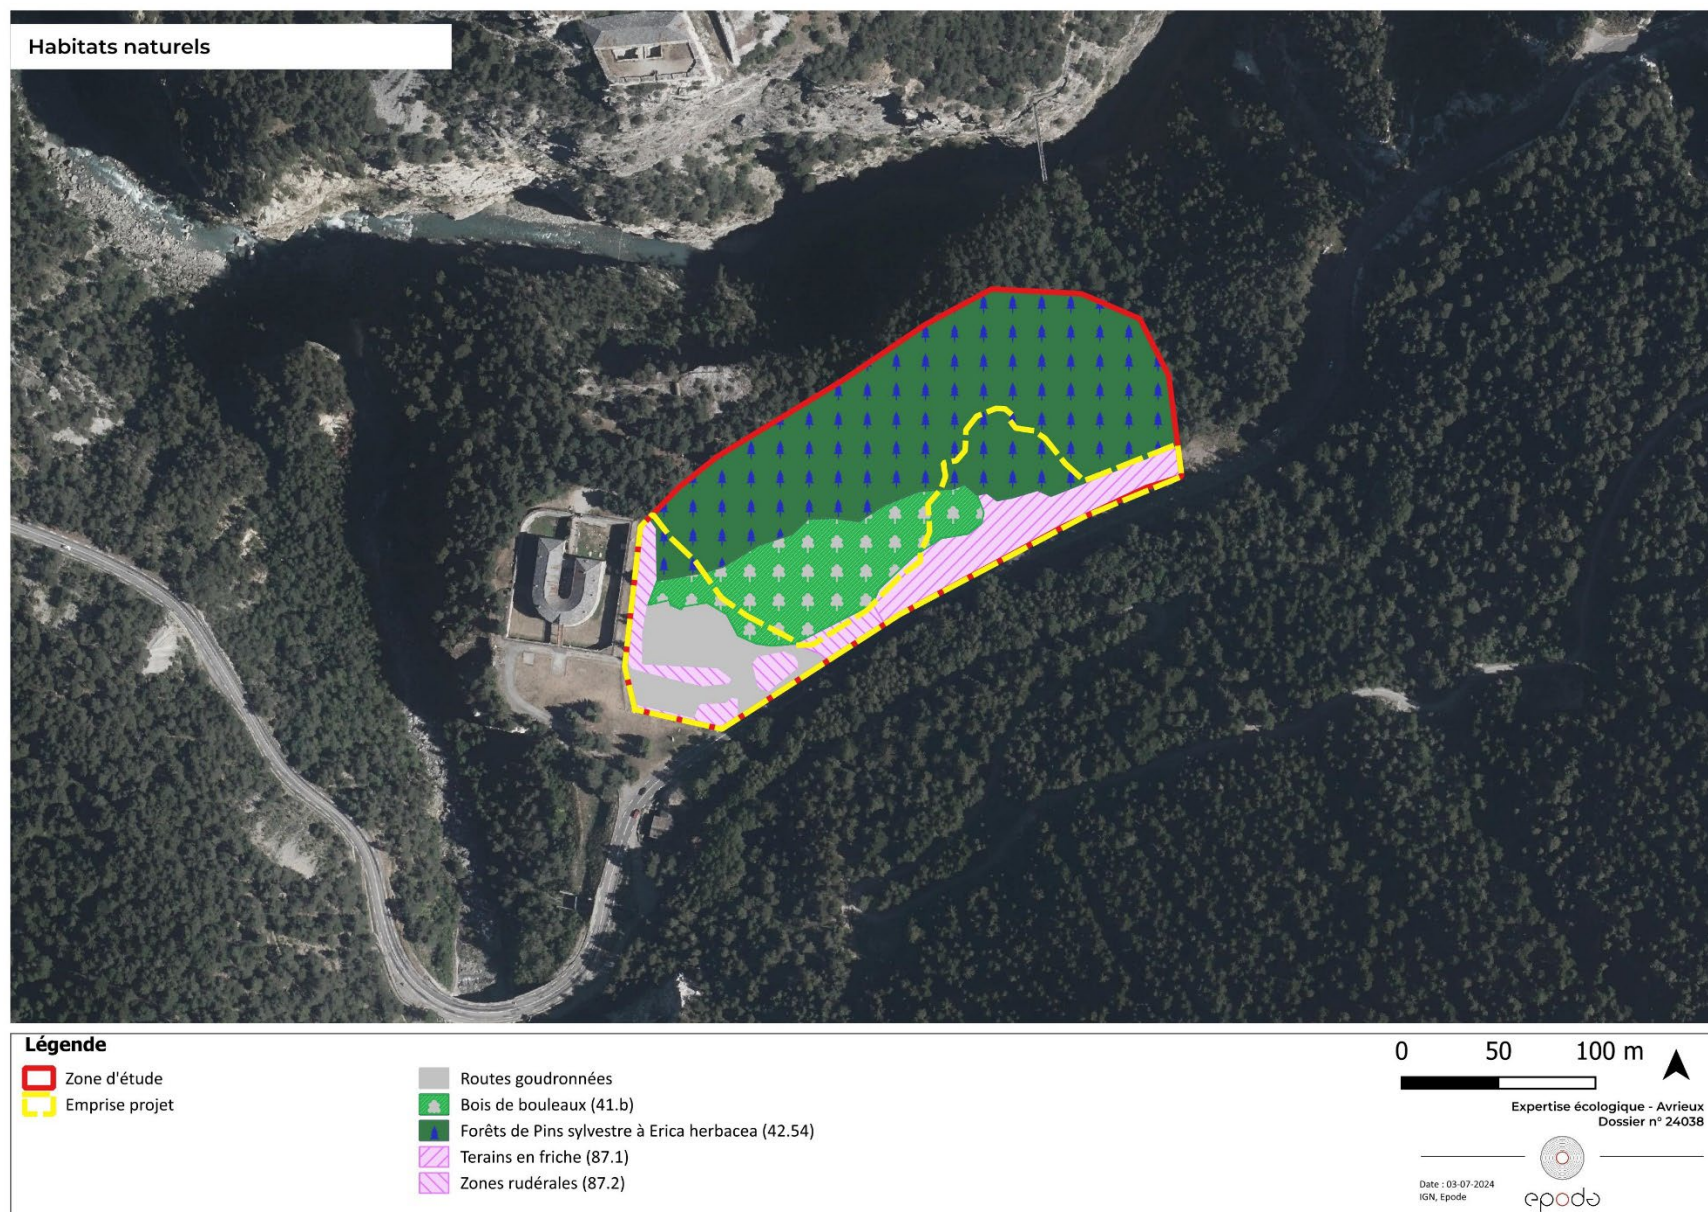 Habitats naturels
Légende
Zone d'étude
Emprise projet
Routes goudronnées
Bois de bouleaux (41.b)
Forêts de Pins sylvestre à Erica herbacea (42.54)
Terains en friche (87.1)
Zones rudérales (87.2)
0 50 100 m
Expertise écologique - Avrieux
Dossier n° 24038
Date : 03-07-2024
IGN, Epode
epode